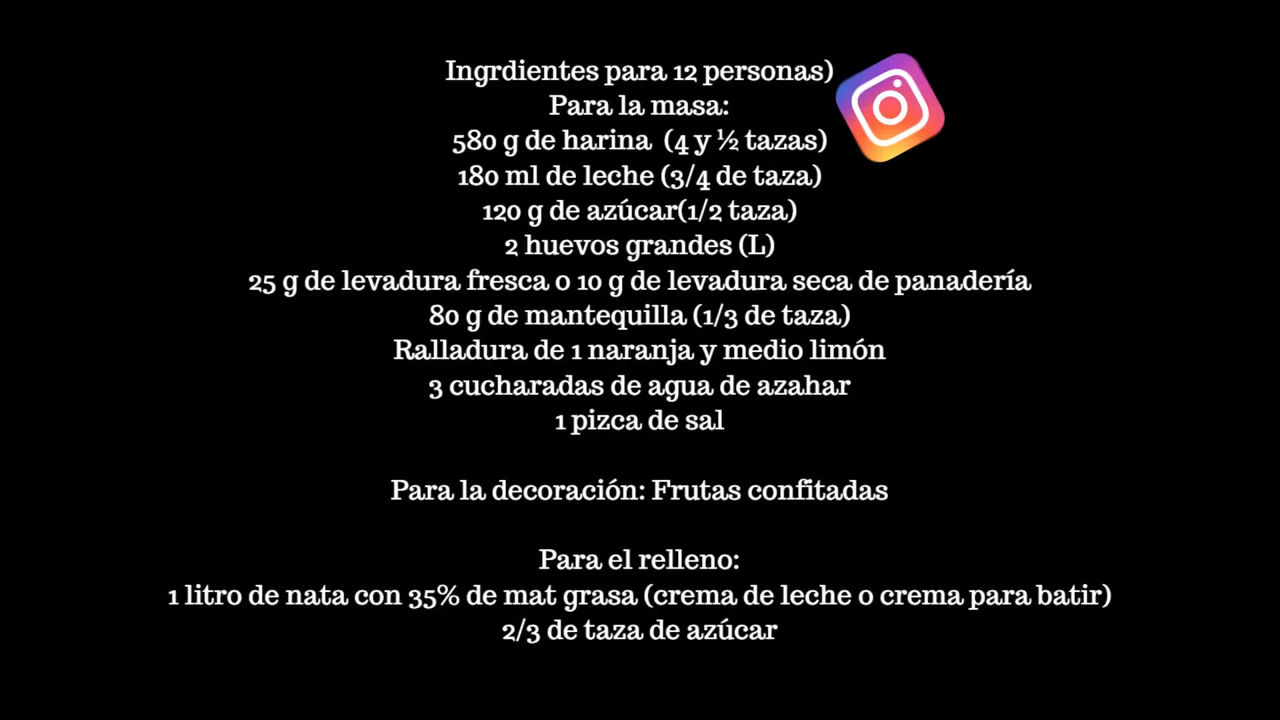 Ingrdientes para 12 personas)
Para la masa:
580 g de harina  (4 y ½ tazas)
180 ml de leche (3/4 de taza)
120 g de azúcar(1/2 taza)
2 huevos grandes (L)
25 g de levadura fresca o 10 g de levadura seca de panadería
80 g de mantequilla (1/3 de taza)
Ralladura de 1 naranja y medio limón
3 cucharadas de agua de azahar
1 pizca de sal
Para la decoración: Frutas confitadas
Para el relleno:
1 litro de nata con 35% de mat grasa (crema de leche o crema para batir)
2/3 de taza de azúcar